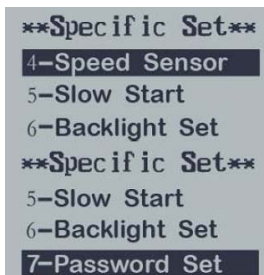 **Specific Set**
4-Speed Sensor
5-Slow Start
6-Backlight Set
**Specific Set**
5-Slow Start
6-Backlight Set
7-Password Set